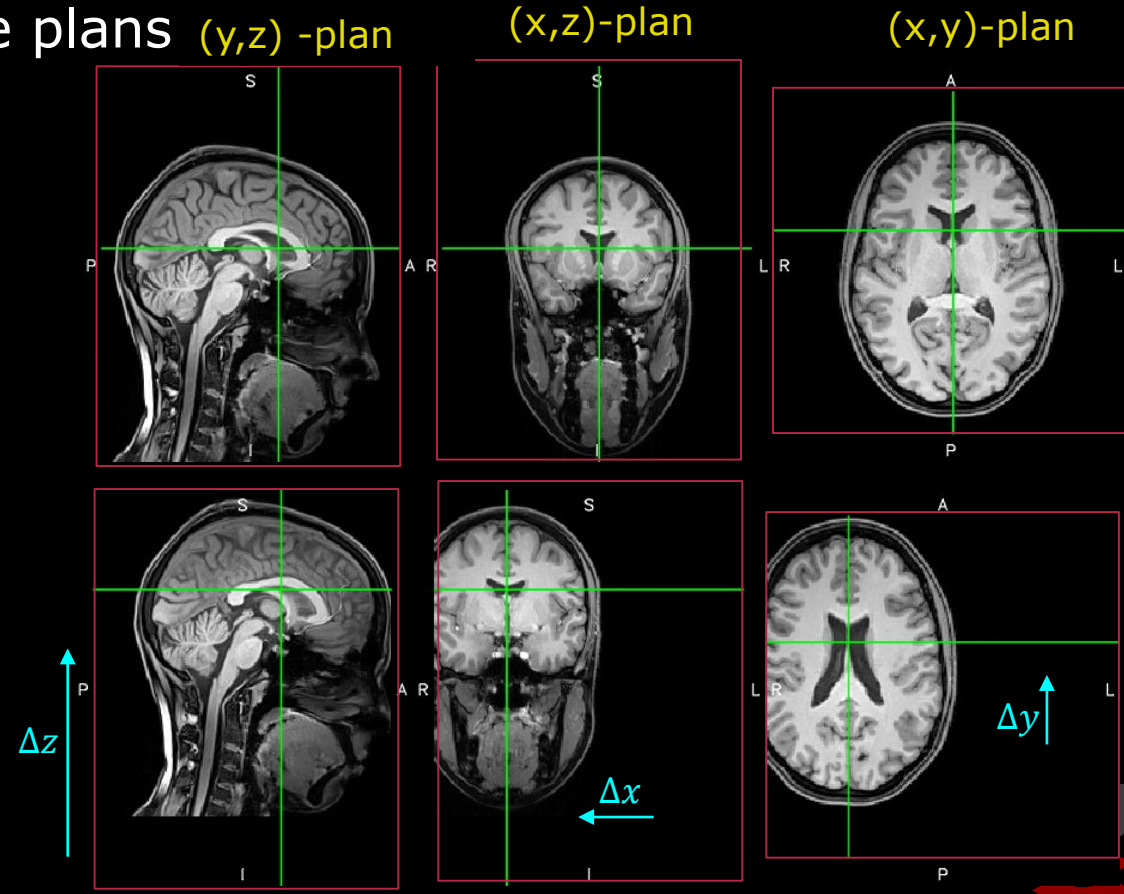 e plans
(y,z) -plan
(x,z)-plan
(x,y)-plan
S
P
A
I
S
R
L
I
A
R
L
P
S
P
A
I
S
R
L
I
A
R
L
P
Δz
Δx
Δy